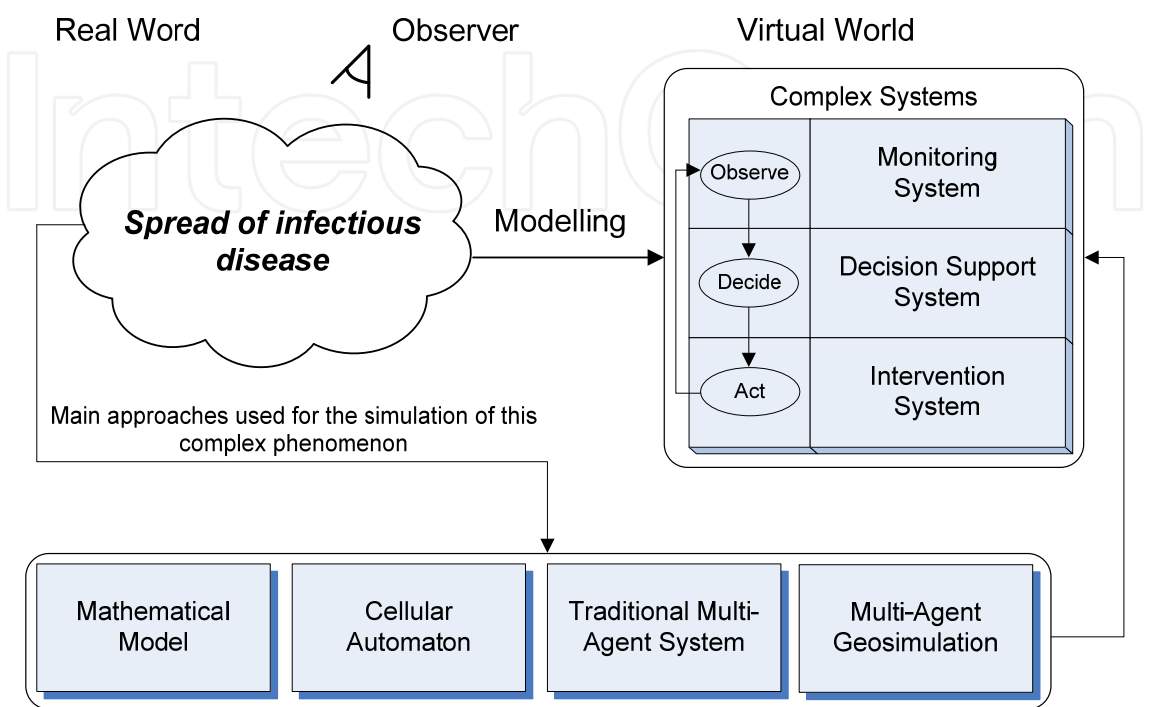 Real Word
Observer
Virtual World
IntechOpen
Complex Systems
Observe
Monitoring
System
Spread of infectious
disease
Modelling
Decide
Decision Support
System
Act
Intervention
System
Main approaches used for the simulation of this
complex phenomenon
Mathematical
Model
Cellular
Automaton
Traditional Multi-
Agent System
Multi-Agent
Geosimulation